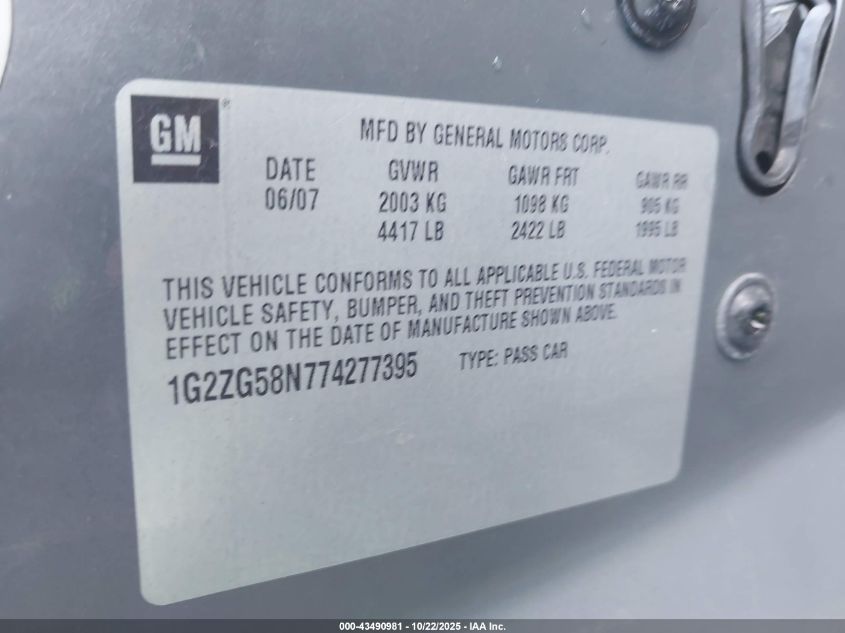 GM ®
MFD BY GENERAL MOTORS CORP.
DATE GVWR GAWR FRT GAWR RR
06/07 2003 KG 1098 KG 905 KG
4417 LB 2422 LB 1995 LB
THIS VEHICLE CONFORMS TO ALL APPLICABLE U.S. FEDERAL MOTOR
VEHICLE SAFETY, BUMPER, AND THEFT PREVENTION STANDARDS IN
EFFECT ON THE DATE OF MANUFACTURE SHOWN ABOVE.
1G2ZG58N774277395 TYPE: PASS CAR
000-43490981 - 10/22/2025 - IAA Inc.